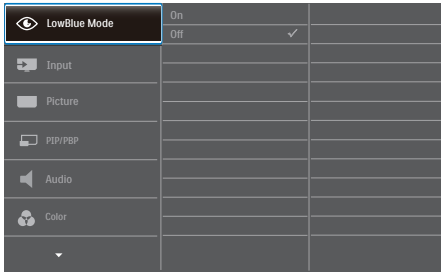 LowBlue Mode
On
Off
Input
Picture
PIP/PBP
Audio
Color